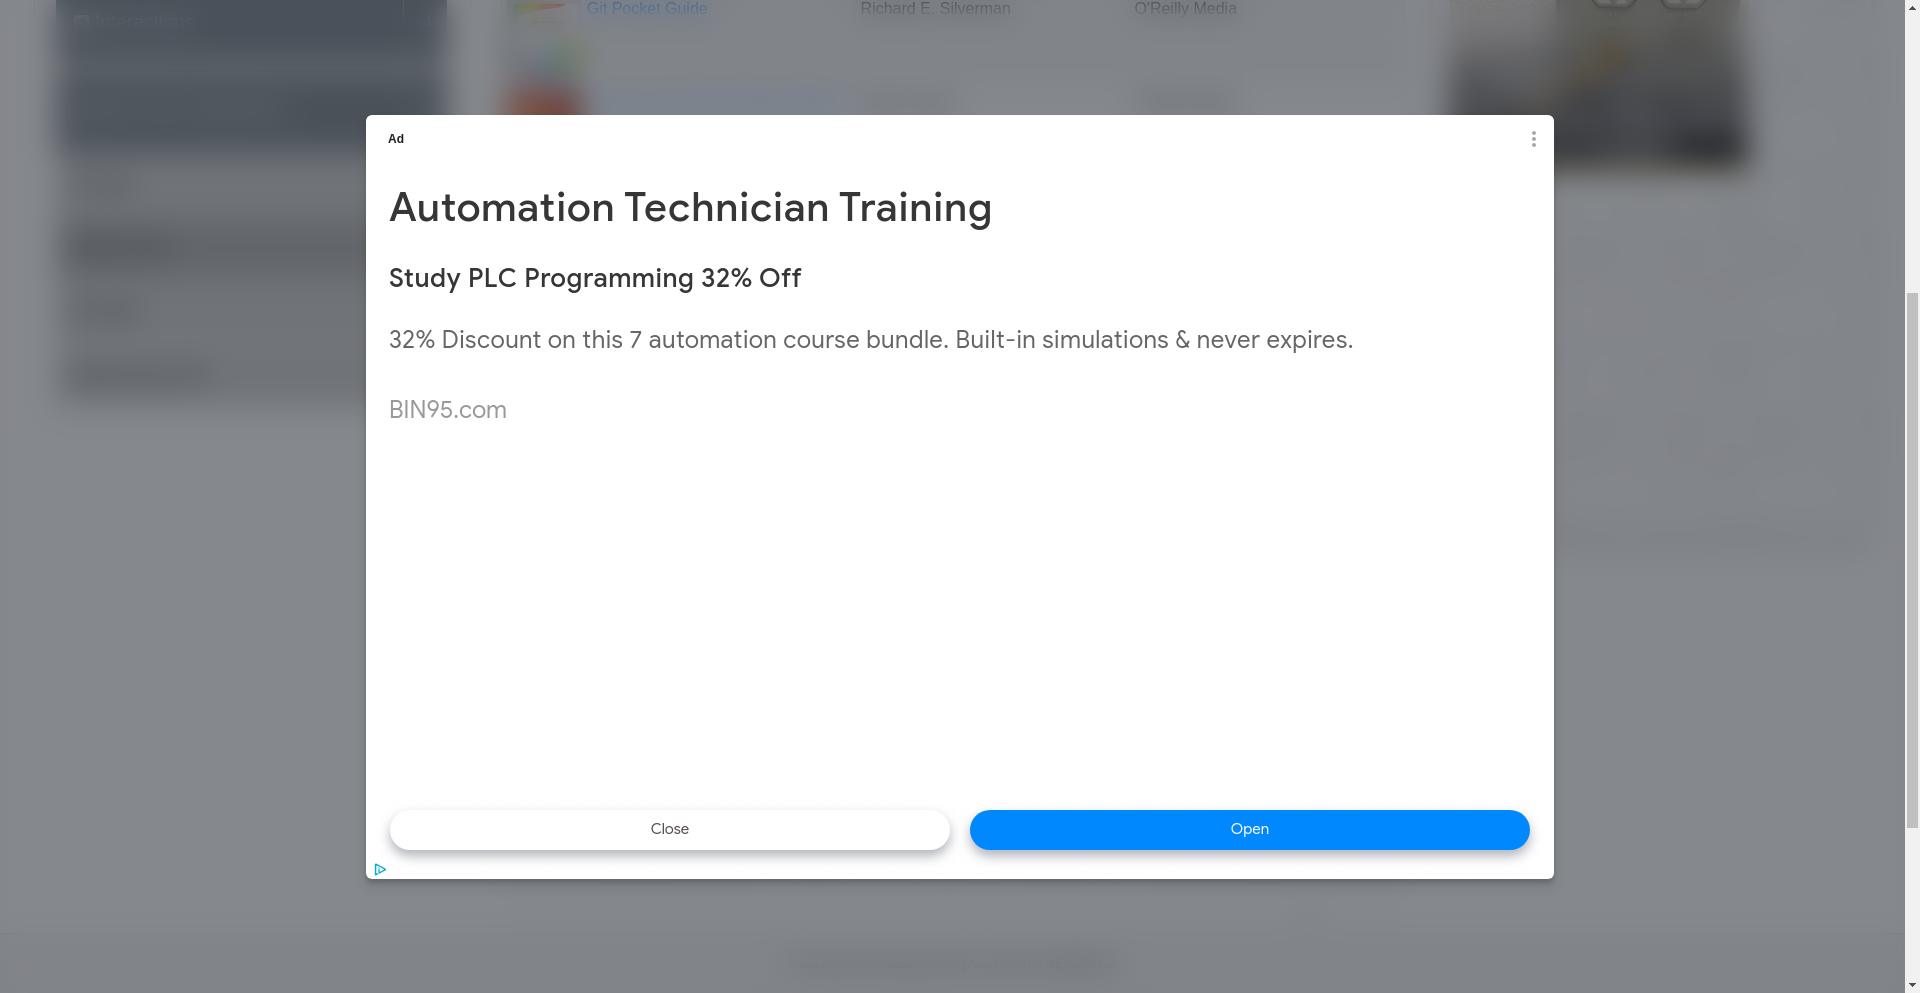 Interactions
Git Pocket Guide
Richard E. Silverman
O'Reilly Media
Ad
Automation Technician Training
Study PLC Programming 32% Off
32% Discount on this 7 automation course bundle. Built-in simulations & never expires.
BIN95.com
Close
Open